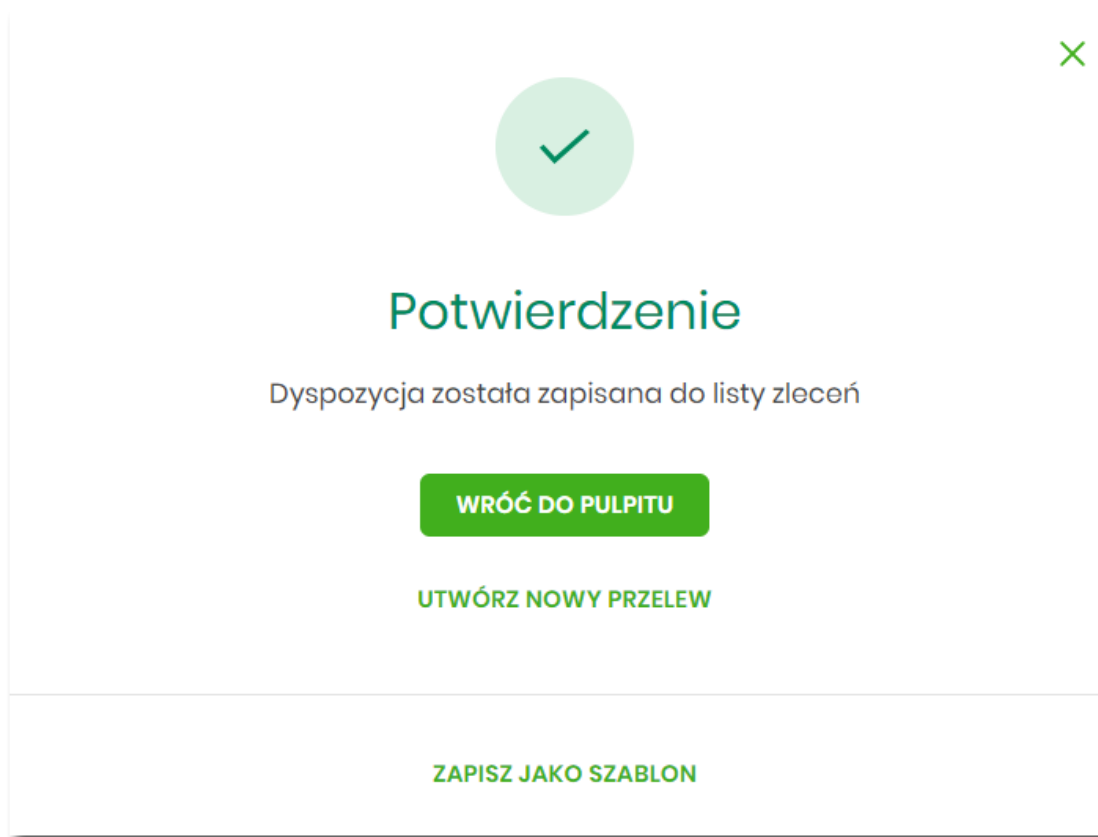 Potwierdzenie
Dyspozycja została zapisana do listy zleceń
WRÓĆ DO PULPITU
UTWÓRZ NOWY PRZELEW
ZAPISZ JAKO SZABLON